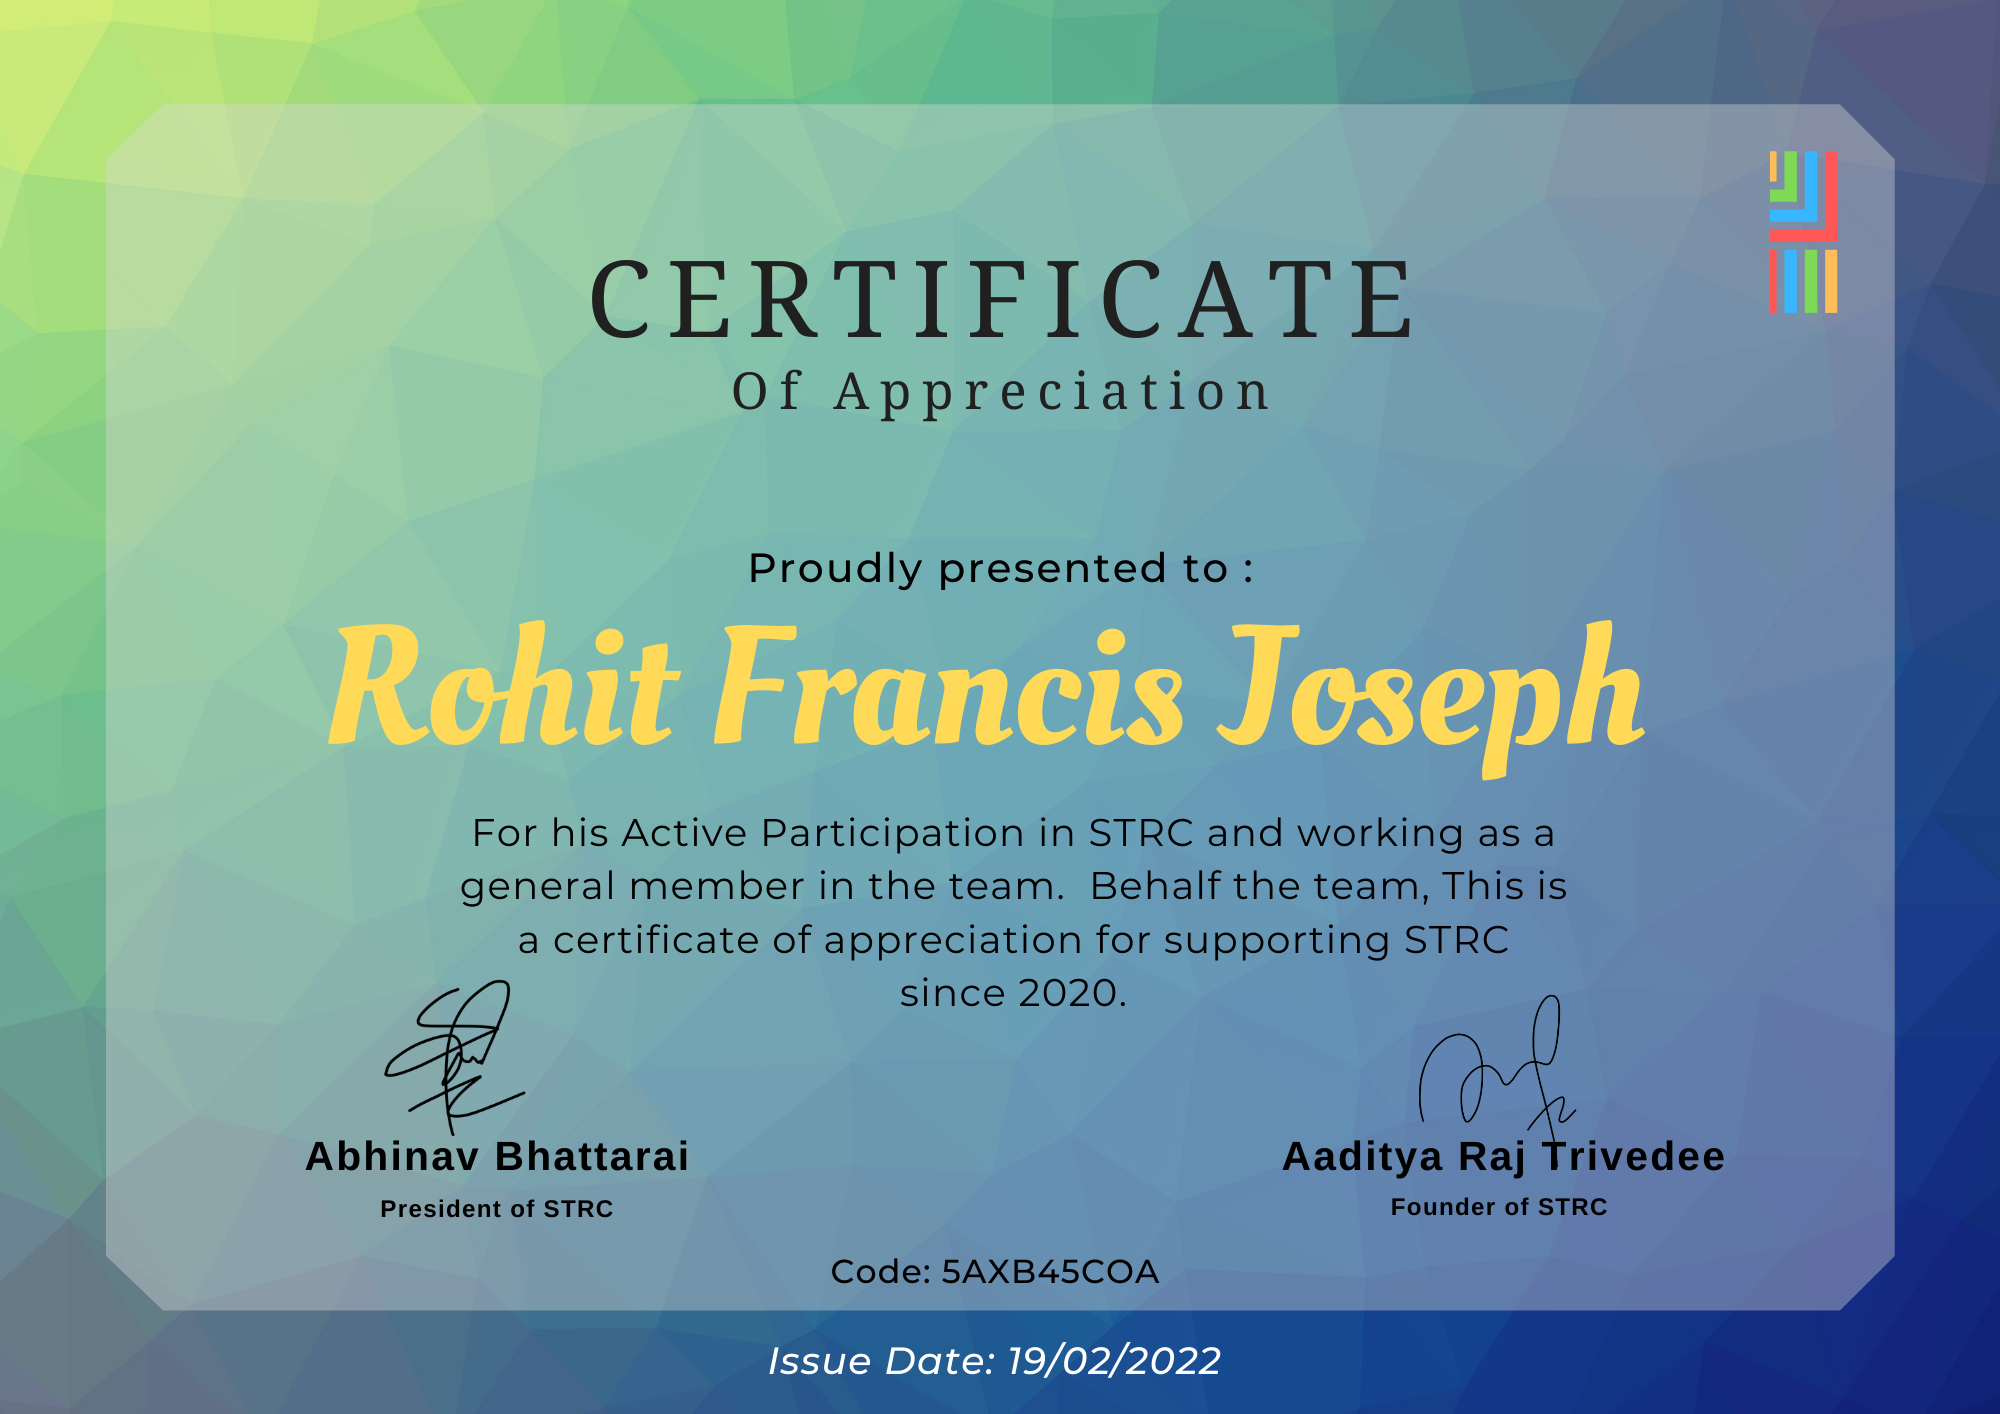 CERTIFICATE
Of Appreciation
Proudly presented to :
Rohit Francis Joseph
For his Active Participation in STRC and working as a
general member in the team.  Behalf the team, This is
a certificate of appreciation for supporting STRC
since 2020.
Abhinav Bhattarai
President of STRC
Aaditya Raj Trivedee
Founder of STRC
Code: 5AXB45COA
Issue Date: 19/02/2022